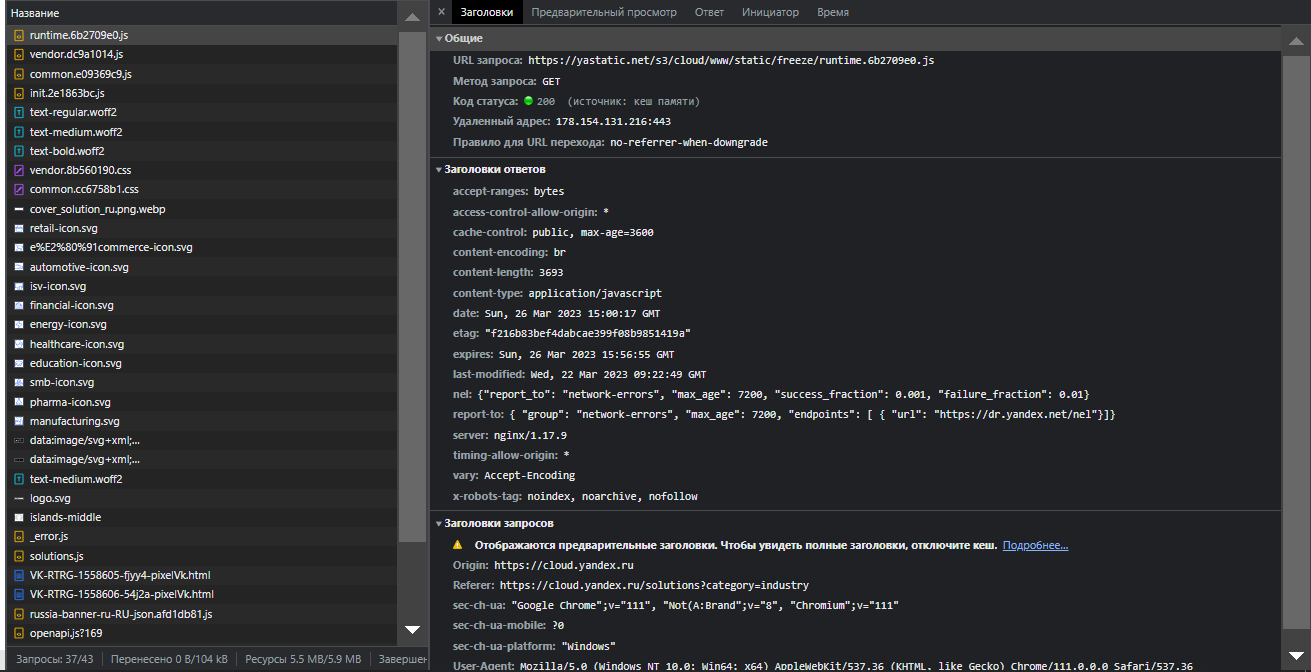 Название
runtime.6b2709e0.js
vendor.dc9a1014.js
common.e09369c9.js
init.2e1863bc.js
text-regular.woff2
text-medium.woff2
text-bold.woff2
vendor.8b560190.css
common.cc6758b1.css
cover_solution_ru.png.webp
retail-icon.svg
e%E2%80%91commerce-icon.svg
automotive-icon.svg
isv-icon.svg
financial-icon.svg
energy-icon.svg
healthcare-icon.svg
education-icon.svg
smb-icon.svg
pharma-icon.svg
manufacturing.svg
data:image/svg+xml;...
data:image/svg+xml;...
text-medium.woff2
logo.svg
islands-middle
_error.js
solutions.js
VK-RTRG-1558605-fjyy4-pixelVk.html
VK-RTRG-1558606-54j2a-pixelVk.html
russia-banner-ru-RU-json.afd1db81.js
openapi.js?169
Запросы: 37/43 Перенесено 0 B/104 kB Ресурсы 5.5 MB/5.9 MB Завершен
× Заголовки Предварительный просмотр Ответ Инициатор Время
Общие
URL запроса: https://yastatic.net/s3/cloud/www/static/freeze/runtime.6b2709e0.js
Метод запроса: GET
Код статуса: 200 (источник: кеш памяти)
Удаленный адрес: 178.154.131.216:443
Правило для URL перехода: no-referrer-when-downgrade
Заголовки ответов
accept-ranges: bytes
access-control-allow-origin: *
cache-control: public, max-age=3600
content-encoding: br
content-length: 3693
content-type: application/javascript
date: Sun, 26 Mar 2023 15:00:17 GMT
etag: "f216b83bef4dabcae399f08b9851419a"
expires: Sun, 26 Mar 2023 15:56:55 GMT
last-modified: Wed, 22 Mar 2023 09:22:49 GMT
nel: {"report_to": "network-errors", "max_age": 7200, "success_fraction": 0.001, "failure_fraction": 0.01}
report-to: { "group": "network-errors", "max_age": 7200, "endpoints": [ { "url": "https://dr.yandex.net/nel"}]}
server: nginx/1.17.9
timing-allow-origin: *
vary: Accept-Encoding
x-robots-tag: noindex, noarchive, nofollow
Заголовки запросов
Отображаются предварительные заголовки. Чтобы увидеть полные заголовки, отключите кеш. Подробнее…
Origin: https://cloud.yandex.ru
Referer: https://cloud.yandex.ru/solutions?category=industry
sec-ch-ua: "Google Chrome";v="111", "Not(A:Brand";v="8", "Chromium";v="111"
sec-ch-ua-mobile: ?0
sec-ch-ua-platform: "Windows"
User-Agent: Mozilla/5.0 (Windows NT 10.0; Win64; x64) AppleWebKit/537.36 (KHTML, like Gecko) Chrome/111.0.0.0 Safari/537.36